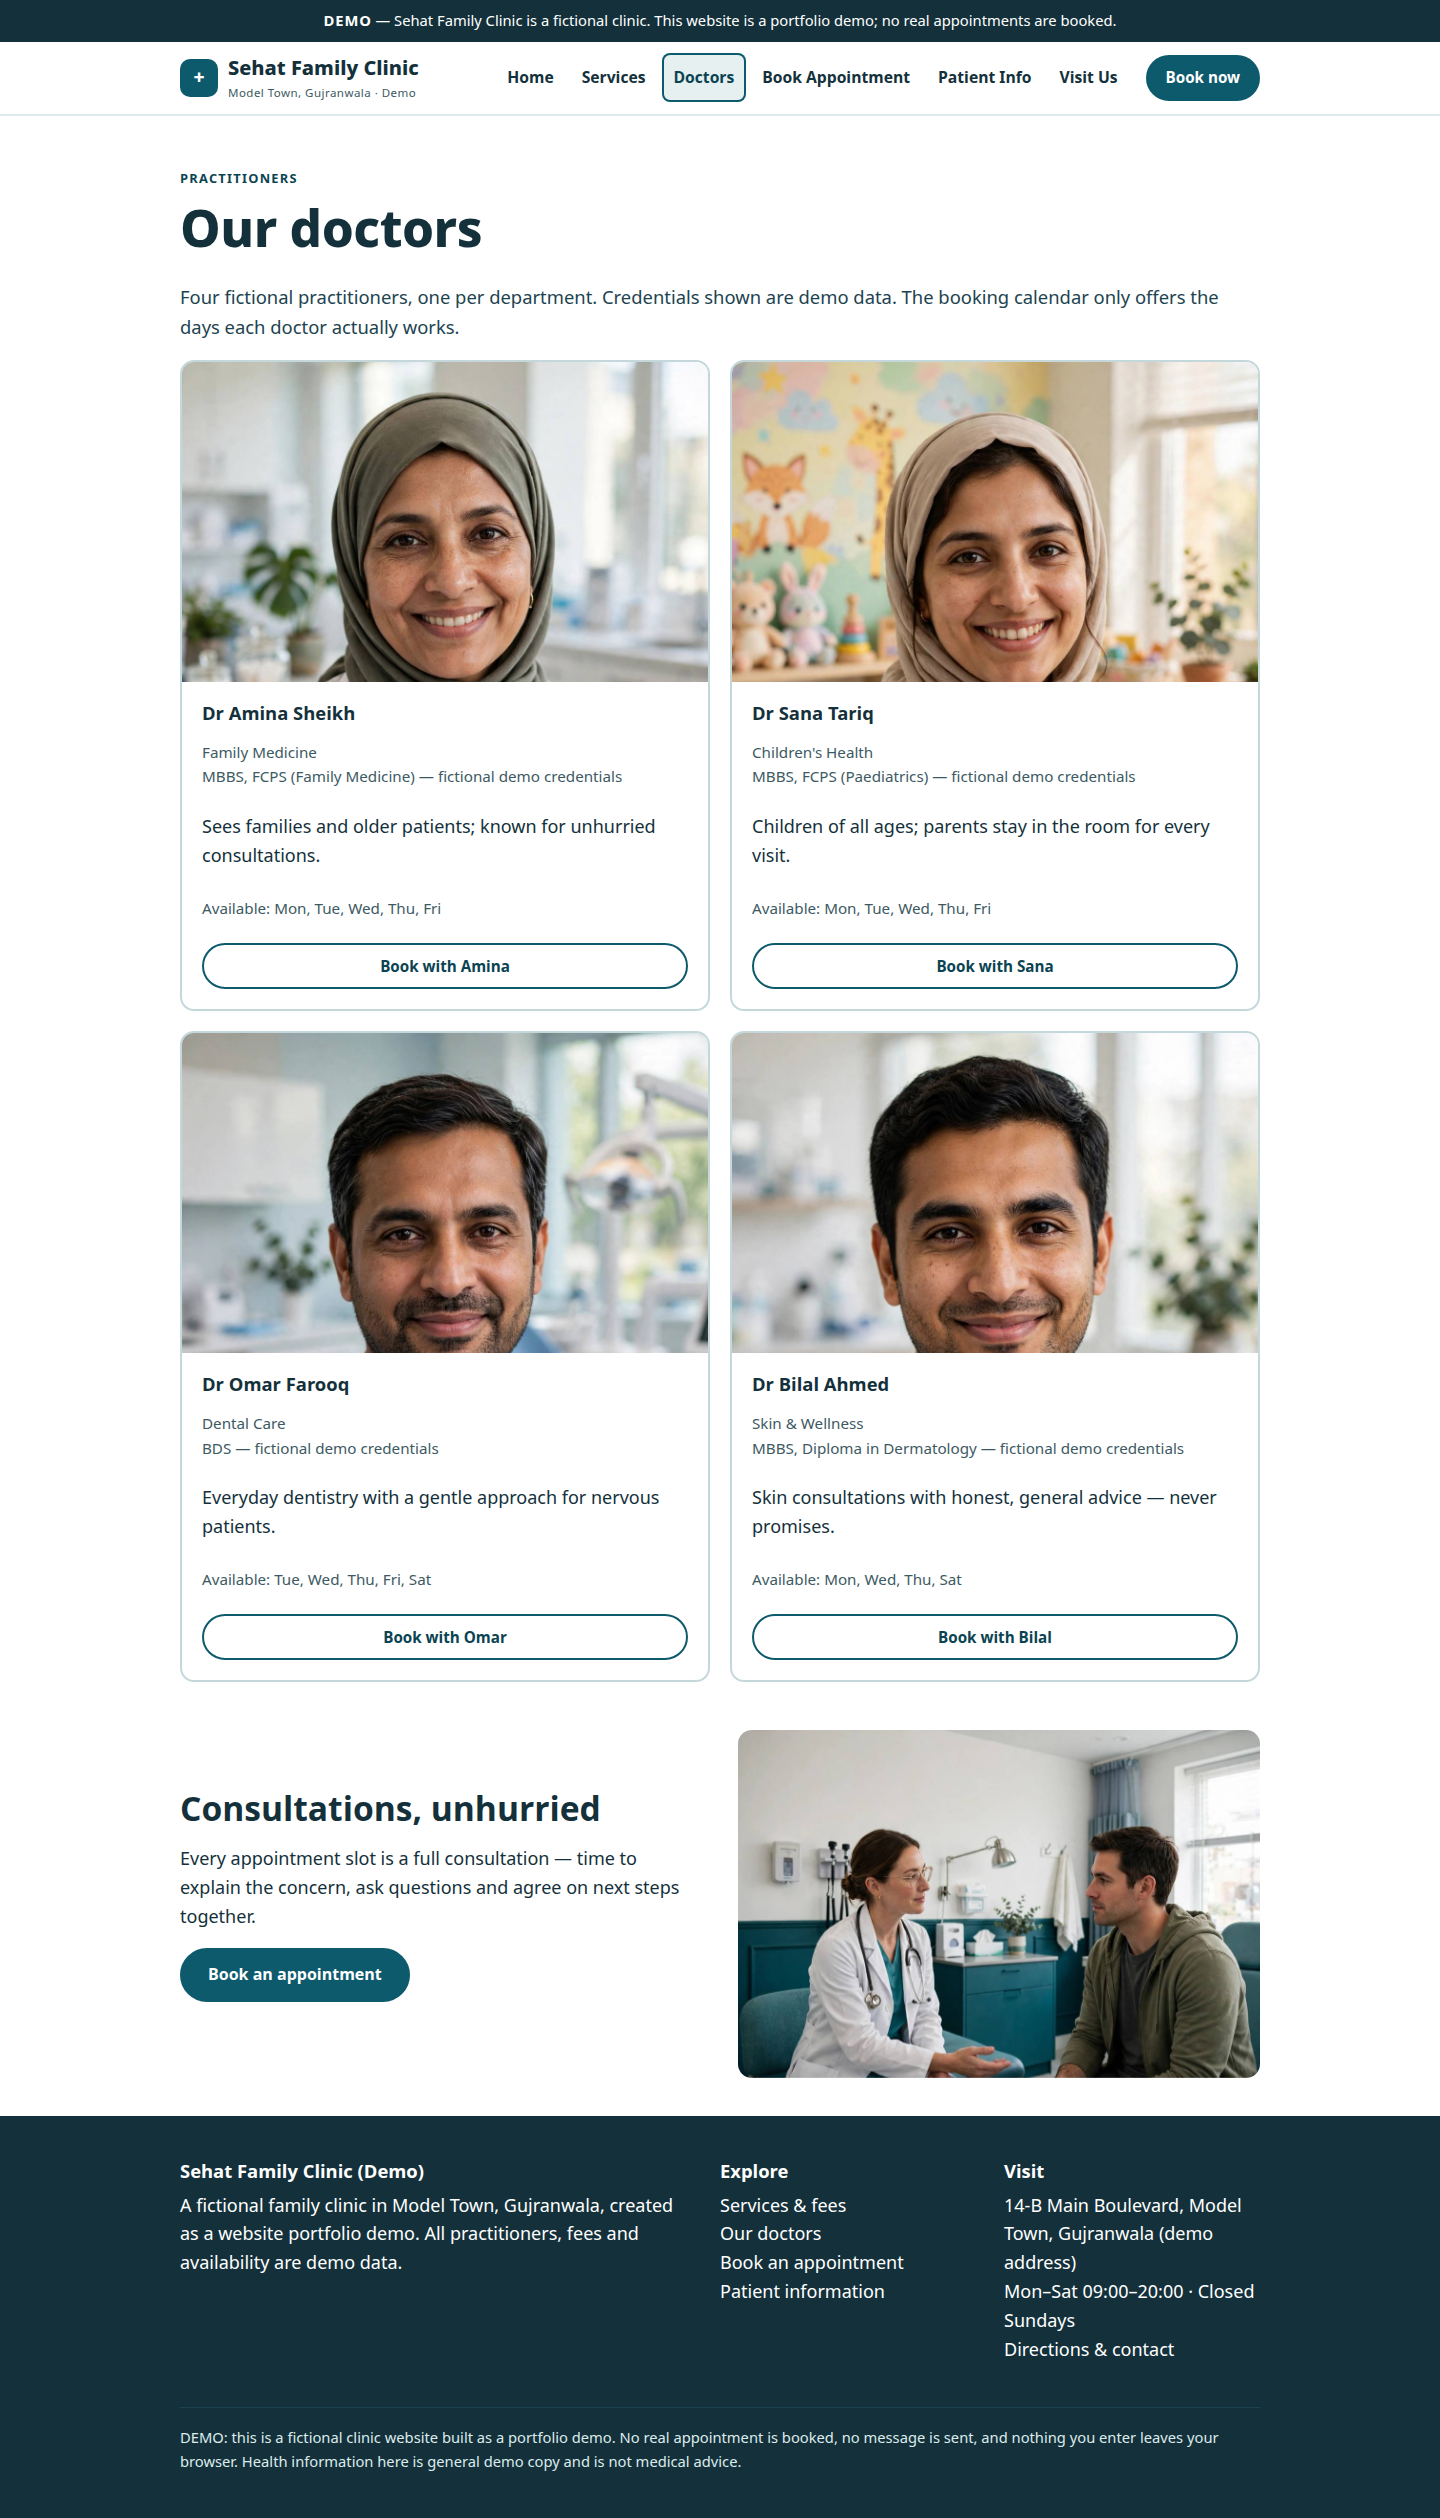 DEMO — Sehat Family Clinic is a fictional clinic. This website is a portfolio demo; no real appointments are booked.
+
Sehat Family Clinic
Model Town, Gujranwala · Demo
Home
Services
Doctors
Book Appointment
Patient Info
Visit Us
Book now
PRACTITIONERS
Our doctors
Four fictional practitioners, one per department. Credentials shown are demo data. The booking calendar only offers the
days each doctor actually works.
Dr Amina Sheikh
Family Medicine
MBBS, FCPS (Family Medicine) — fictional demo credentials
Sees families and older patients; known for unhurried
consultations.
Available: Mon, Tue, Wed, Thu, Fri
Book with Amina
Dr Sana Tariq
Children's Health
MBBS, FCPS (Paediatrics) — fictional demo credentials
Children of all ages; parents stay in the room for every
visit.
Available: Mon, Tue, Wed, Thu, Fri
Book with Sana
Dr Omar Farooq
Dental Care
BDS — fictional demo credentials
Everyday dentistry with a gentle approach for nervous
patients.
Available: Tue, Wed, Thu, Fri, Sat
Book with Omar
Dr Bilal Ahmed
Skin & Wellness
MBBS, Diploma in Dermatology — fictional demo credentials
Skin consultations with honest, general advice — never
promises.
Available: Mon, Wed, Thu, Sat
Book with Bilal
Consultations, unhurried
Every appointment slot is a full consultation — time to
explain the concern, ask questions and agree on next steps
together.
Book an appointment
Sehat Family Clinic (Demo)
A fictional family clinic in Model Town, Gujranwala, created
as a website portfolio demo. All practitioners, fees and
availability are demo data.
Explore
Services & fees
Our doctors
Book an appointment
Patient information
Visit
14-B Main Boulevard, Model
Town, Gujranwala (demo
address)
Mon–Sat 09:00–20:00 · Closed
Sundays
Directions & contact
DEMO: this is a fictional clinic website built as a portfolio demo. No real appointment is booked, no message is sent, and nothing you enter leaves your
browser. Health information here is general demo copy and is not medical advice.